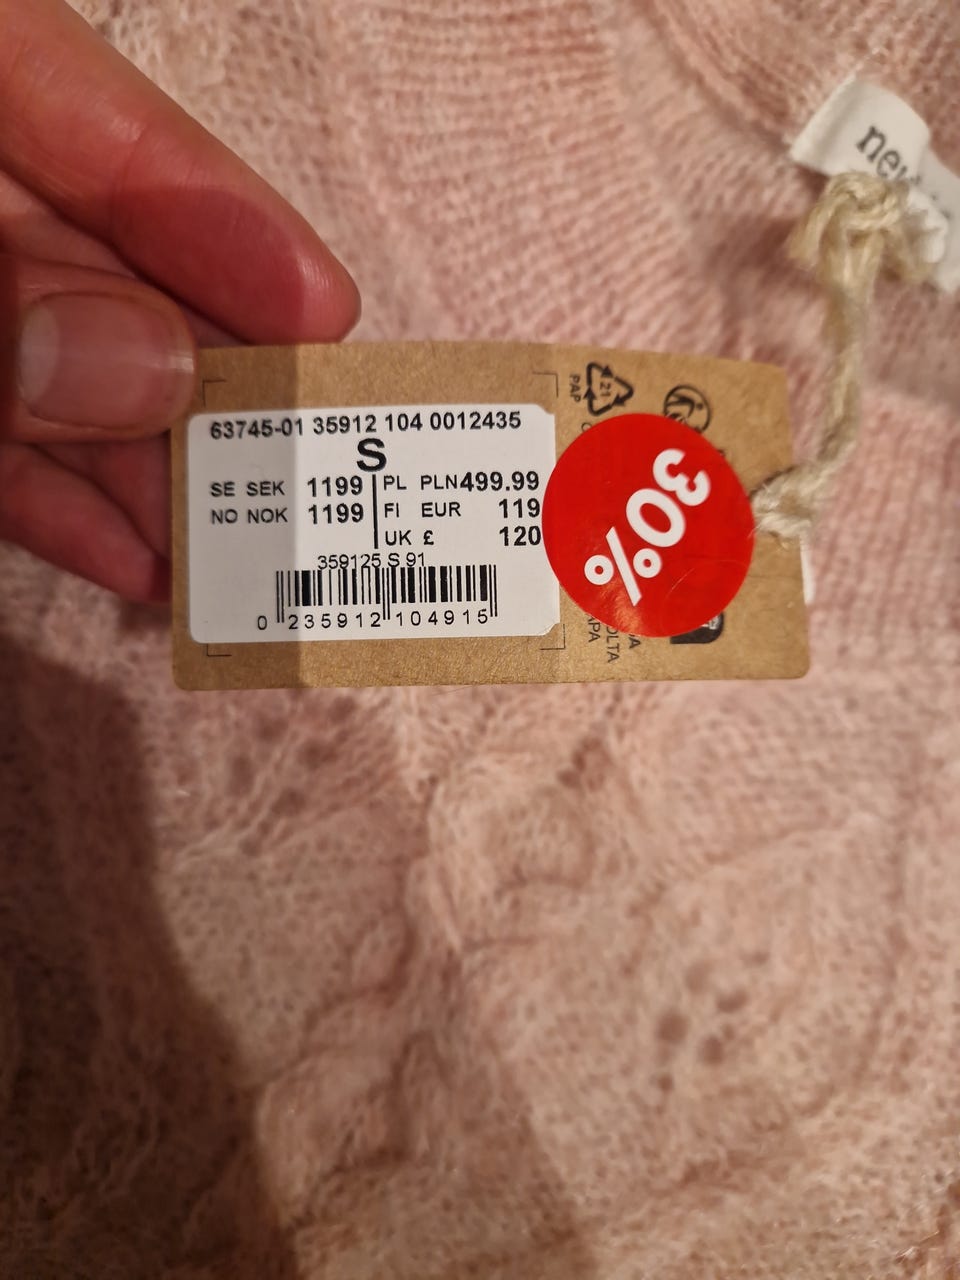 63745-01 35912 104 0012435
S
SE SEK 1199 PL PLN499.99
NO NOK 1199 FI EUR 119
UK £ 120
359125 S 91
0 235912 104915
30%
21
PAP